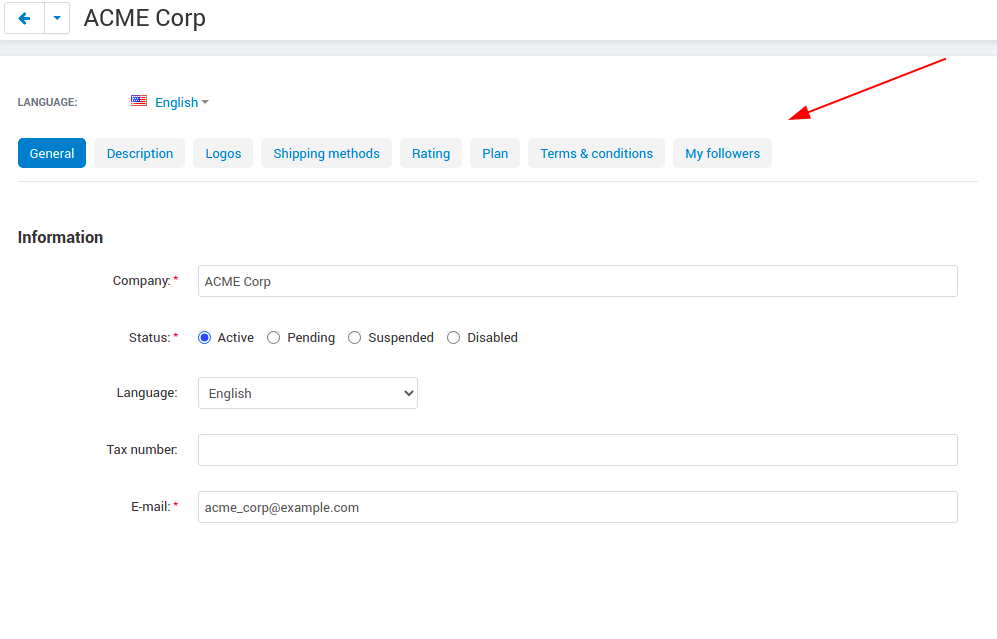 ACME Corp
LANGUAGE: English
General Description Logos Shipping methods Rating Plan Terms & conditions My followers
Information
Company: * ACME Corp
Status: * Active Pending Suspended Disabled
Language: English
Tax number:
E-mail: * acme_corp@example.com